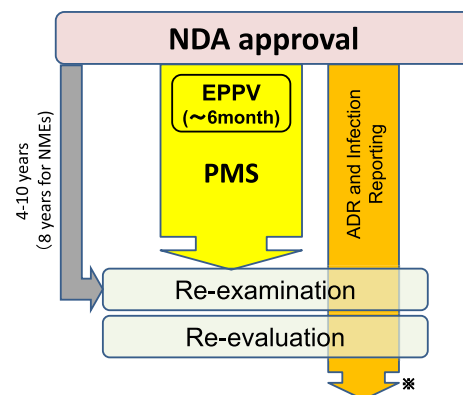 NDA approval
EPPV
(～6month)
PMS
4-10 years
(8 years for NMEs)
ADR and Infection
Reporting
Re-examination
Re-evaluation
※